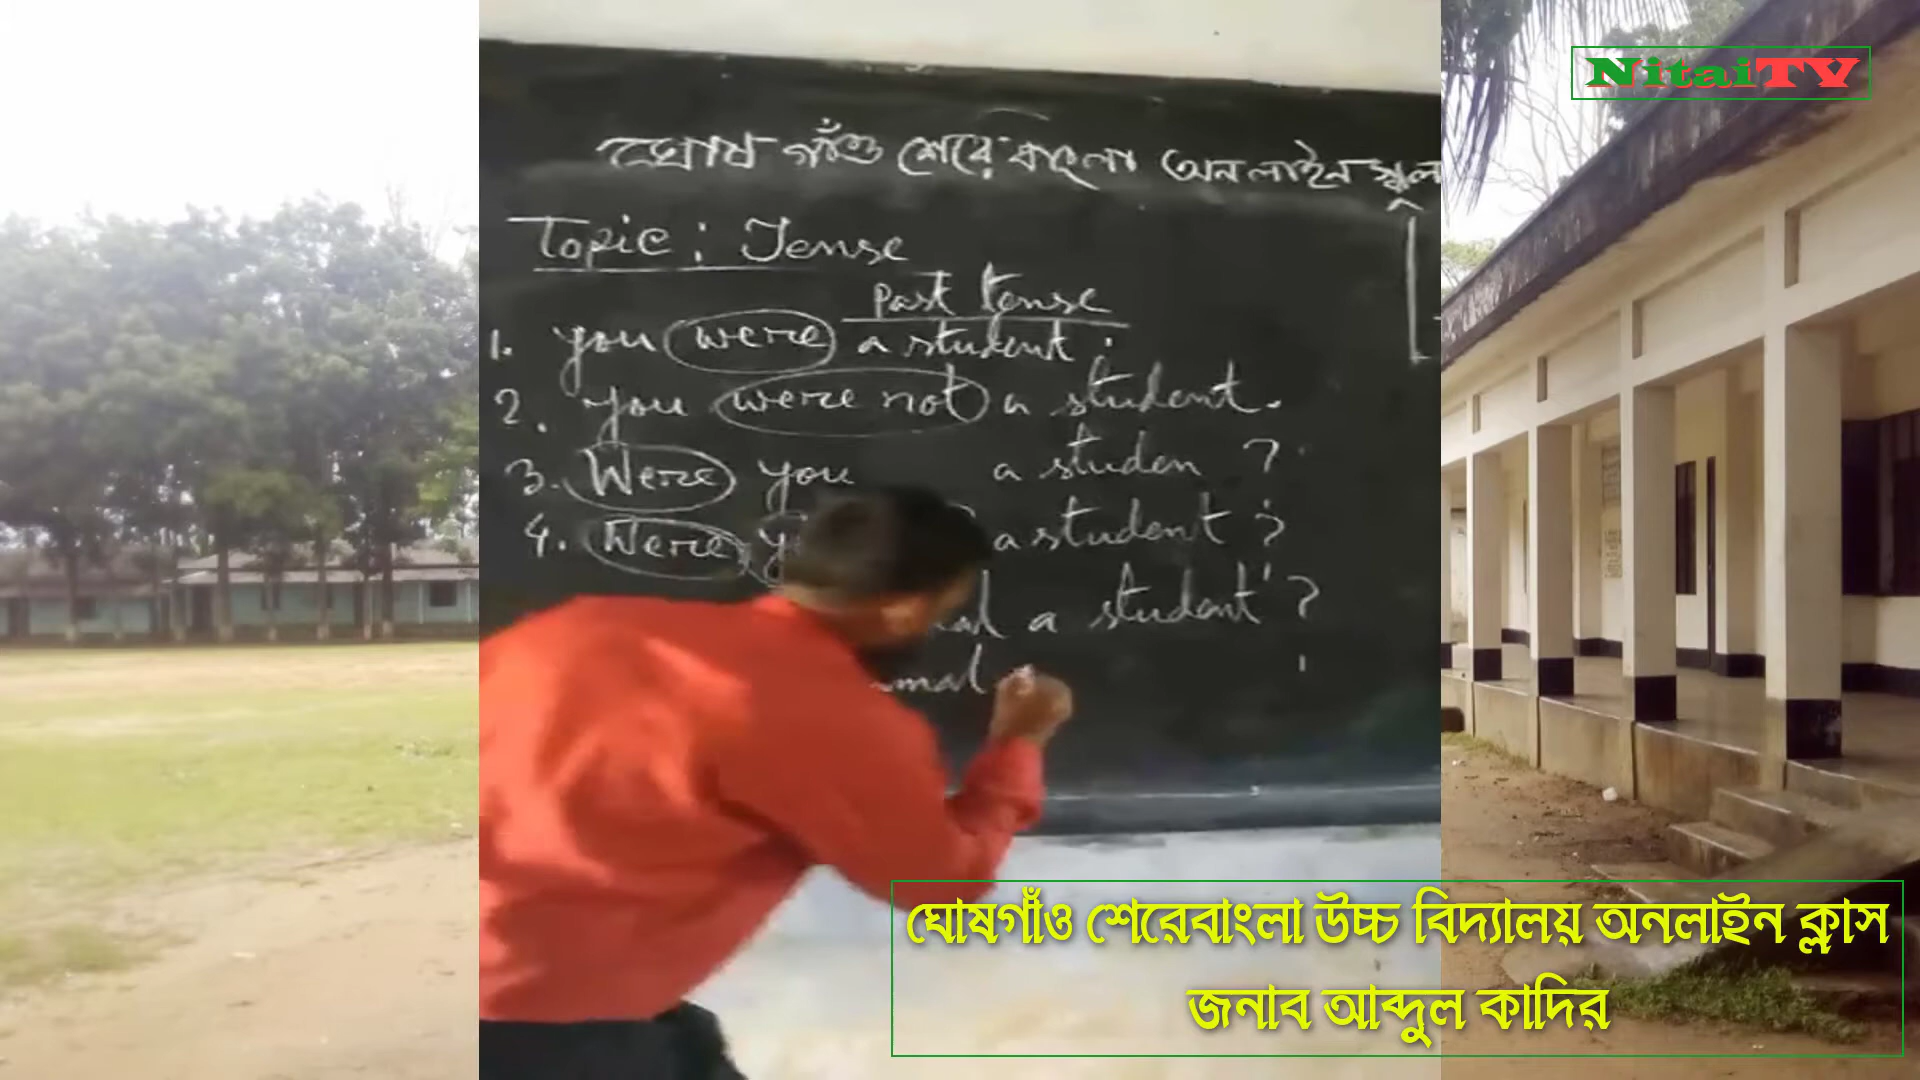 NitaiTV
ঘোষ গাঁও শেরে বাংলা অনলাইন স্কুল
Topic : Tense
Past tense
1. you were a student.
2. you were not a student.
3. Were you a studen ?
4. Were a student ?
a student ?
ঘোষগাঁও শেরেবাংলা উচ্চ বিদ্যালয় অনলাইন ক্লাস
জনাব আব্দুল কাদির